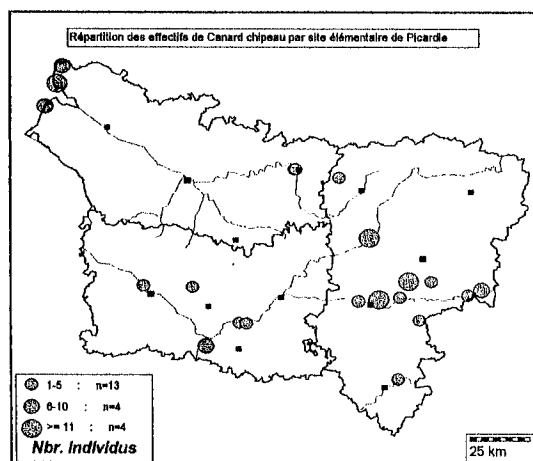 Répartition des effectifs de Canard chipeau par site élémentaire de Picardie
1-5 : n=13
6-10 : n=4
>= 11 : n=4
Nbr. Individus
25 km